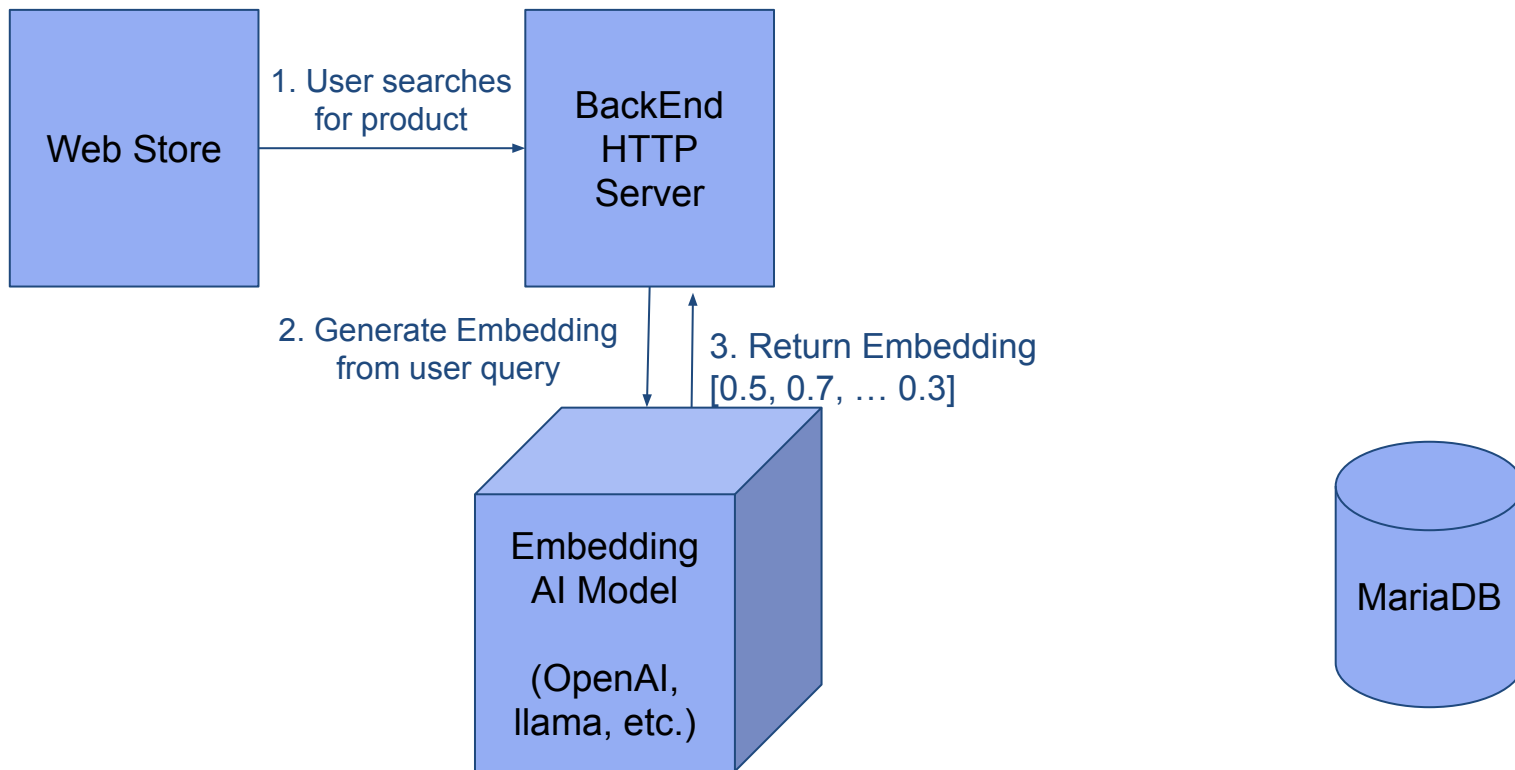 Web Store
1. User searches
for product
BackEnd
HTTP
Server
2. Generate Embedding
from user query
3. Return Embedding
[0.5, 0.7, … 0.3]
Embedding
AI Model
(OpenAI,
llama, etc.)
MariaDB